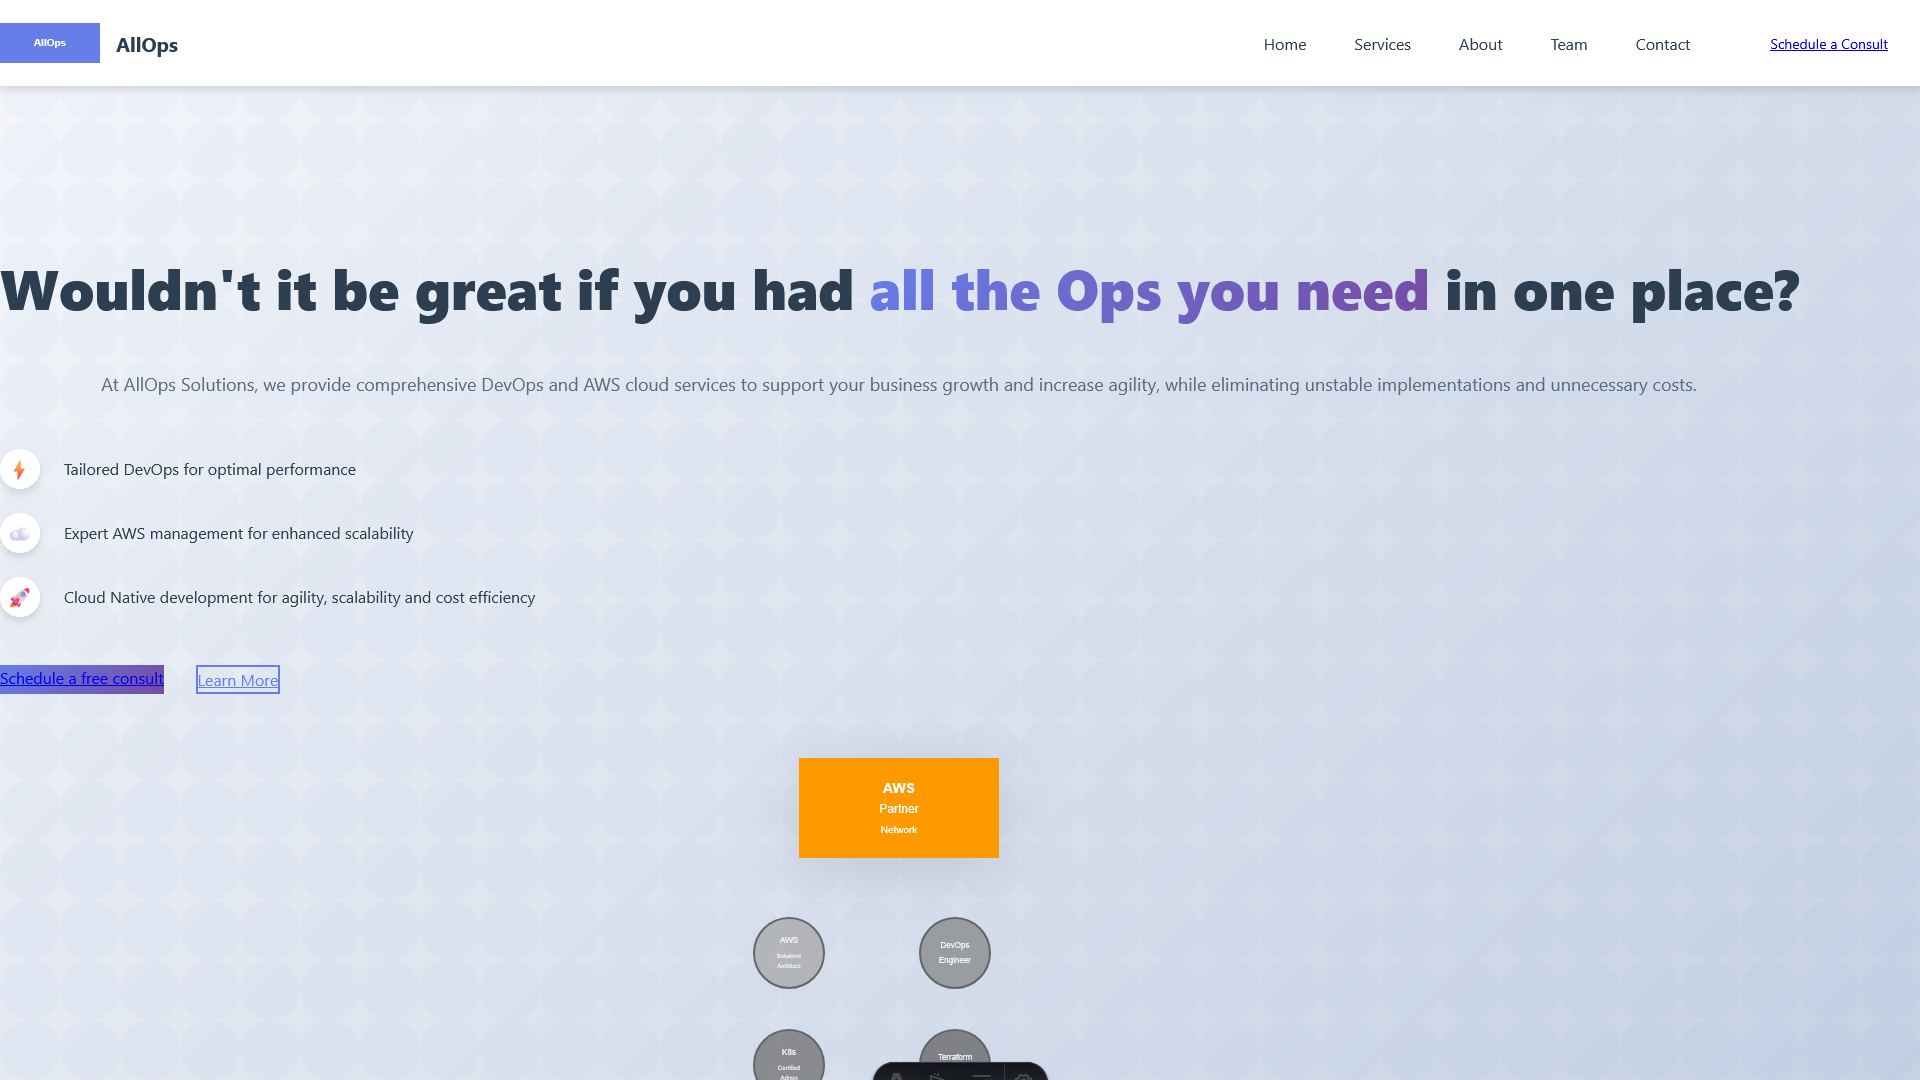 AllOps
AllOps
Home
Services
About
Team
Contact
Schedule a Consult
Wouldn't it be great if you had all the Ops you need in one place?
At AllOps Solutions, we provide comprehensive DevOps and AWS cloud services to support your business growth and increase agility, while eliminating unstable implementations and unnecessary costs.
Tailored DevOps for optimal performance
Expert AWS management for enhanced scalability
Cloud Native development for agility, scalability and cost efficiency
Schedule a free consult
Learn More
AWS
Partner
Network
AWS
Solutions
Architect
DevOps
Engineer
K8s
Certified
Admin
Terraform